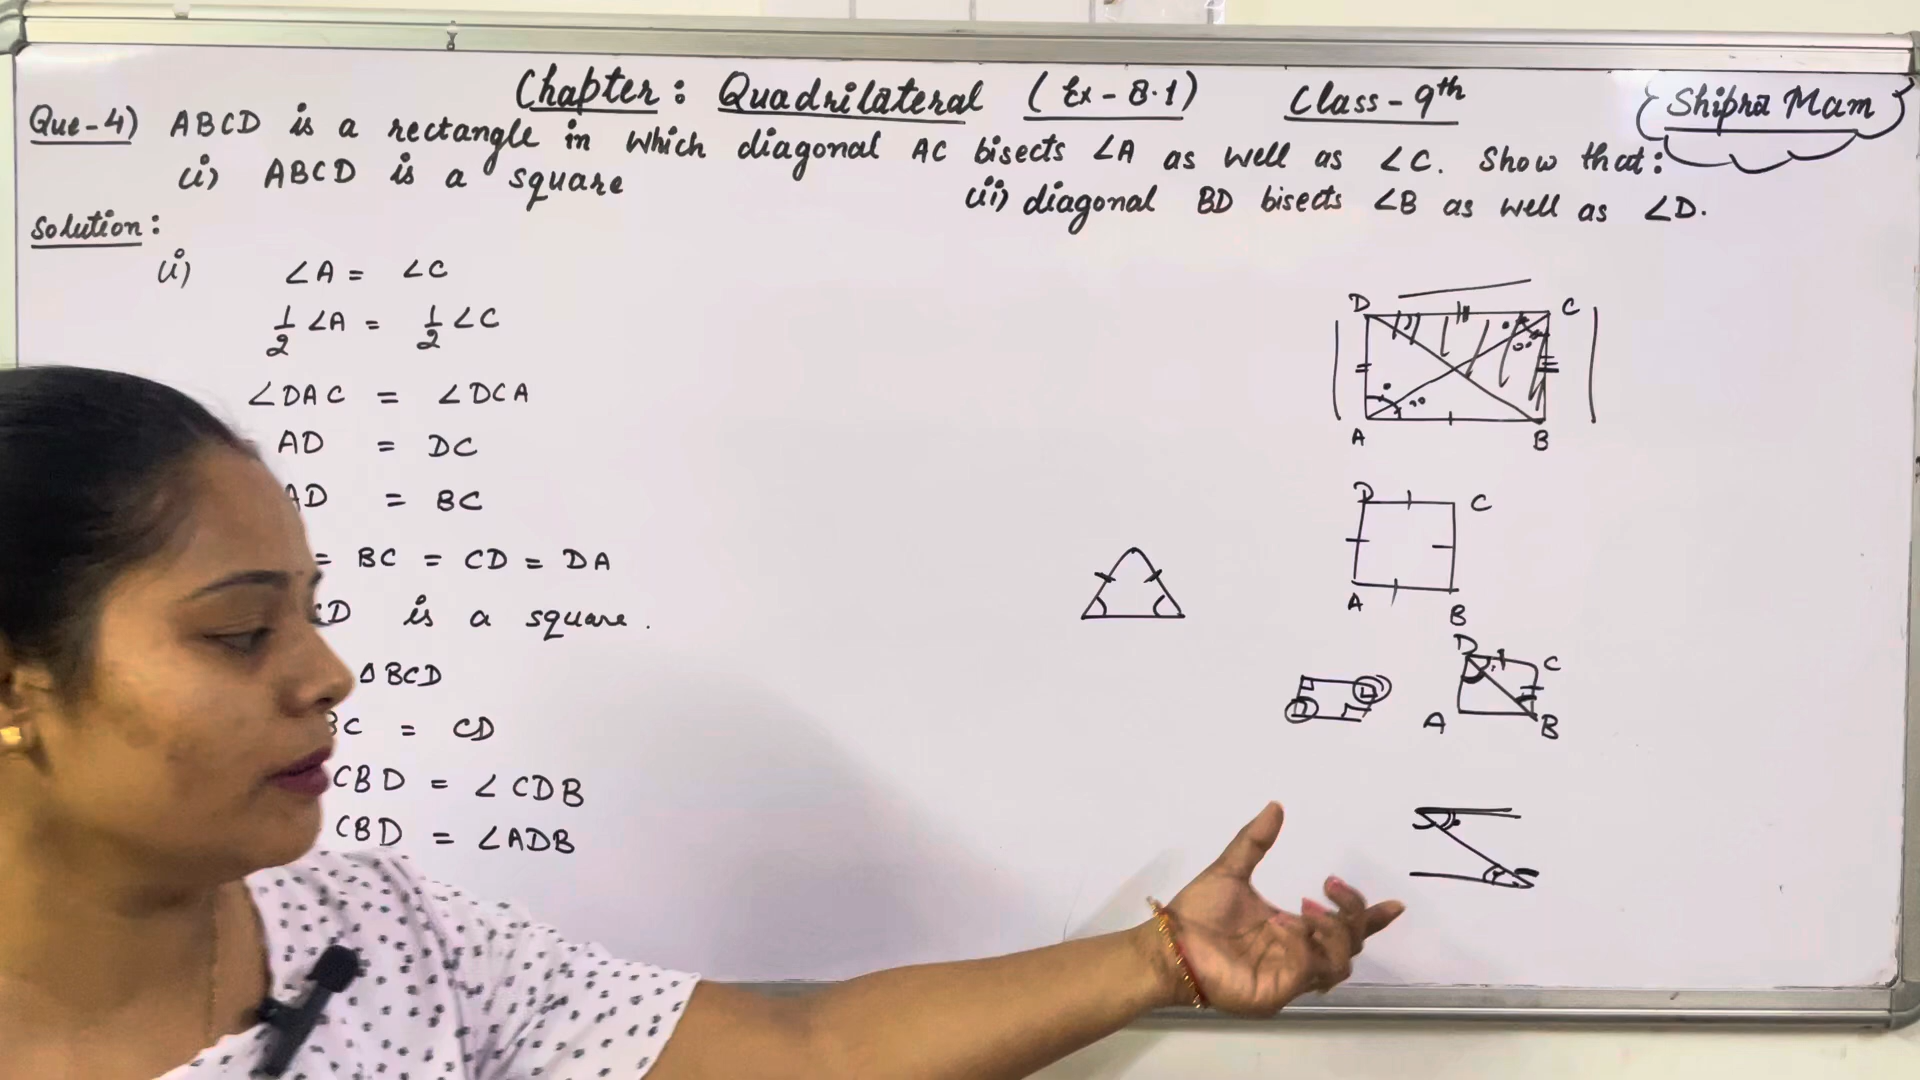 Chapter: Quadrilateral (Ex-8.1) Class-9th
Shipra Mam
Que-4) ABCD is a rectangle in which diagonal AC bisects ∠A as well as ∠C. Show that:
(i) ABCD is a square (ii) diagonal BD bisects ∠B as well as ∠D.
Solution:
(i) ∠A = ∠C
1/2 ∠A = 1/2 ∠C
∠DAC = ∠DCA
AD = DC
AD = BC
= BC = CD = DA
CD is a square.
ΔBCD
BC = CD
CBD = ∠CDB
CBD = ∠ADB
D C
A B
D C
A B
D C
A B